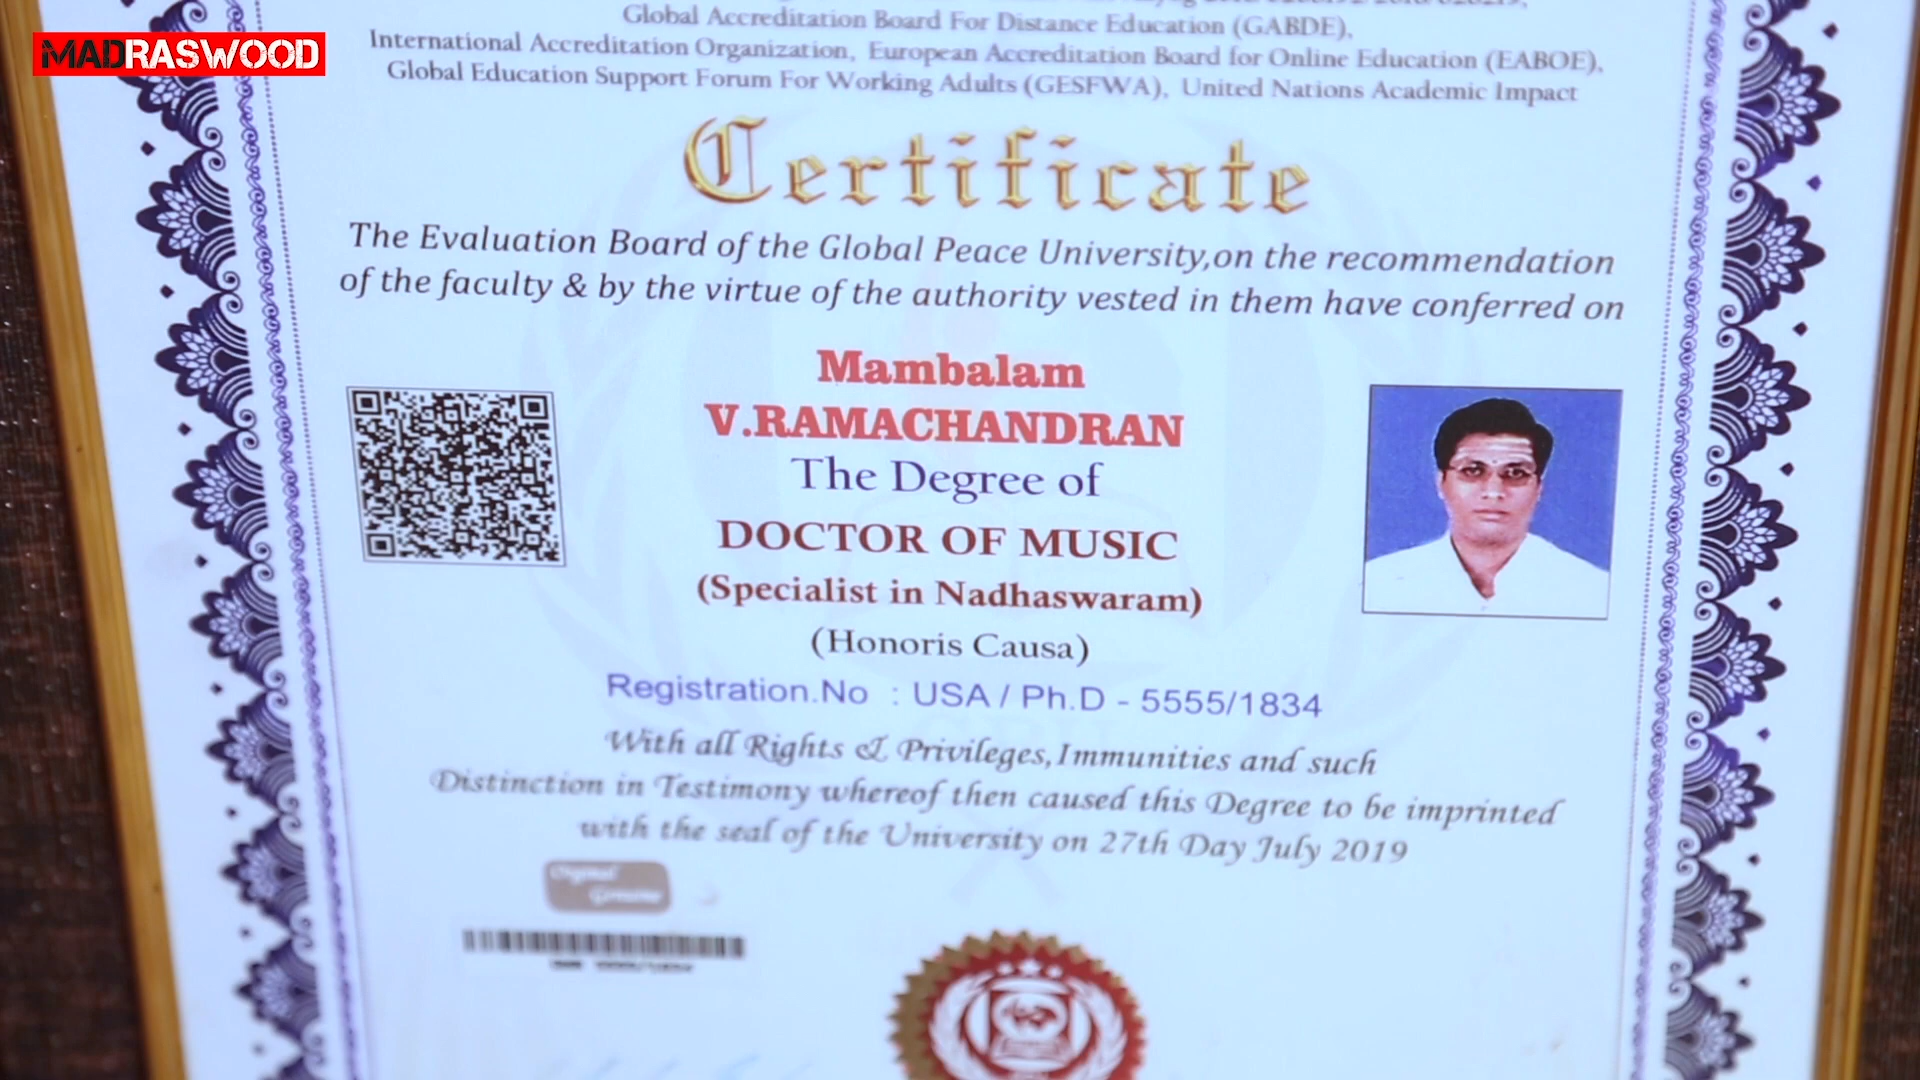 MADRASWOOD
Global Accreditation Board For Distance Education (GABDE),
International Accreditation Organization, European Accreditation Board for Online Education (EABOE),
Global Education Support Forum For Working Adults (GESFWA), United Nations Academic Impact
Certificate
The Evaluation Board of the Global Peace University,on the recommendation
of the faculty & by the virtue of the authority vested in them have conferred on
Mambalam
V.RAMACHANDRAN
The Degree of
DOCTOR OF MUSIC
(Specialist in Nadhaswaram)
(Honoris Causa)
Registration.No : USA / Ph.D - 5555/1834
With all Rights & Privileges,Immunities and such
Distinction in Testimony whereof then caused this Degree to be imprinted
with the seal of the University on 27th Day July 2019